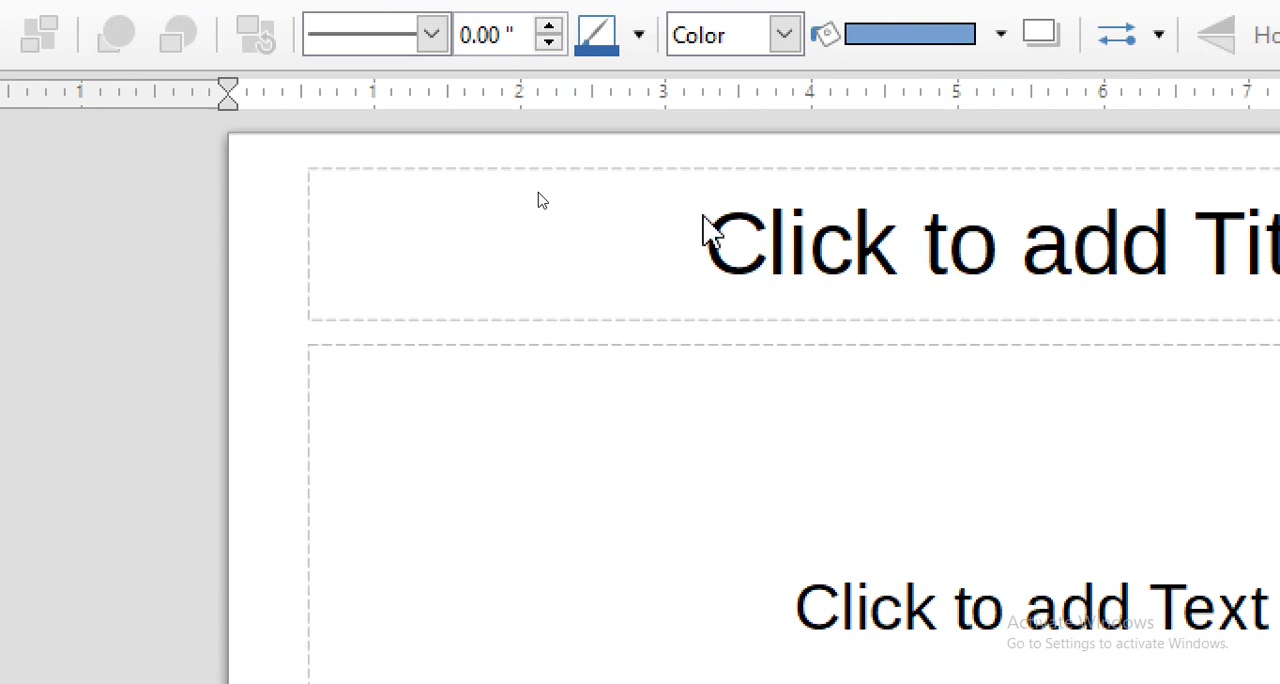 0.00 " Color Ho
1 1 2 3 4 5 6 7
Click to add Tit
Click to add Text
Activate Windows
Go to Settings to activate Windows.